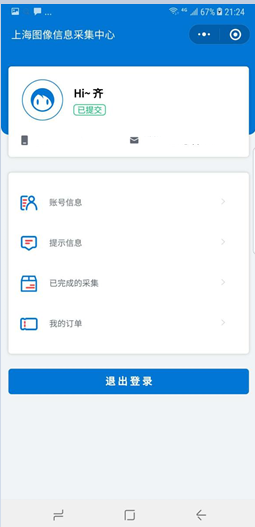 ... 4G 67% 21:24
上海图像信息采集中心
Hi~ 齐
已提交
账号信息
提示信息
已完成的采集
我的订单
退出登录